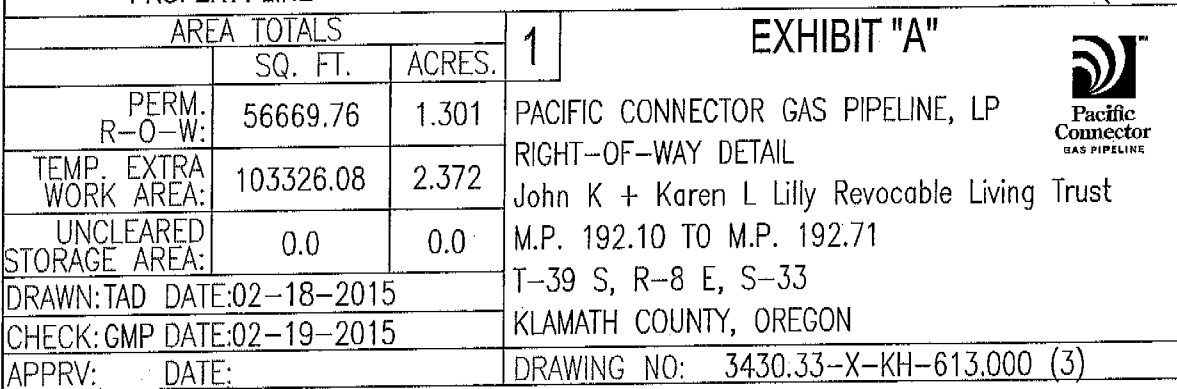 AREA TOTALS
SQ. FT. ACRES.
PERM. R-O-W: 56669.76 1.301
TEMP. EXTRA WORK AREA: 103326.08 2.372
UNCLEARED STORAGE AREA: 0.0 0.0
DRAWN: TAD DATE: 02-18-2015
CHECK: GMP DATE: 02-19-2015
APPRV: DATE:
1
EXHIBIT "A"
PACIFIC CONNECTOR GAS PIPELINE, LP
RIGHT-OF-WAY DETAIL
John K + Karen L Lilly Revocable Living Trust
M.P. 192.10 TO M.P. 192.71
T-39 S, R-8 E, S-33
KLAMATH COUNTY, OREGON
DRAWING NO: 3430.33-X-KH-613.000 (3)
Pacific
Connector
GAS PIPELINE